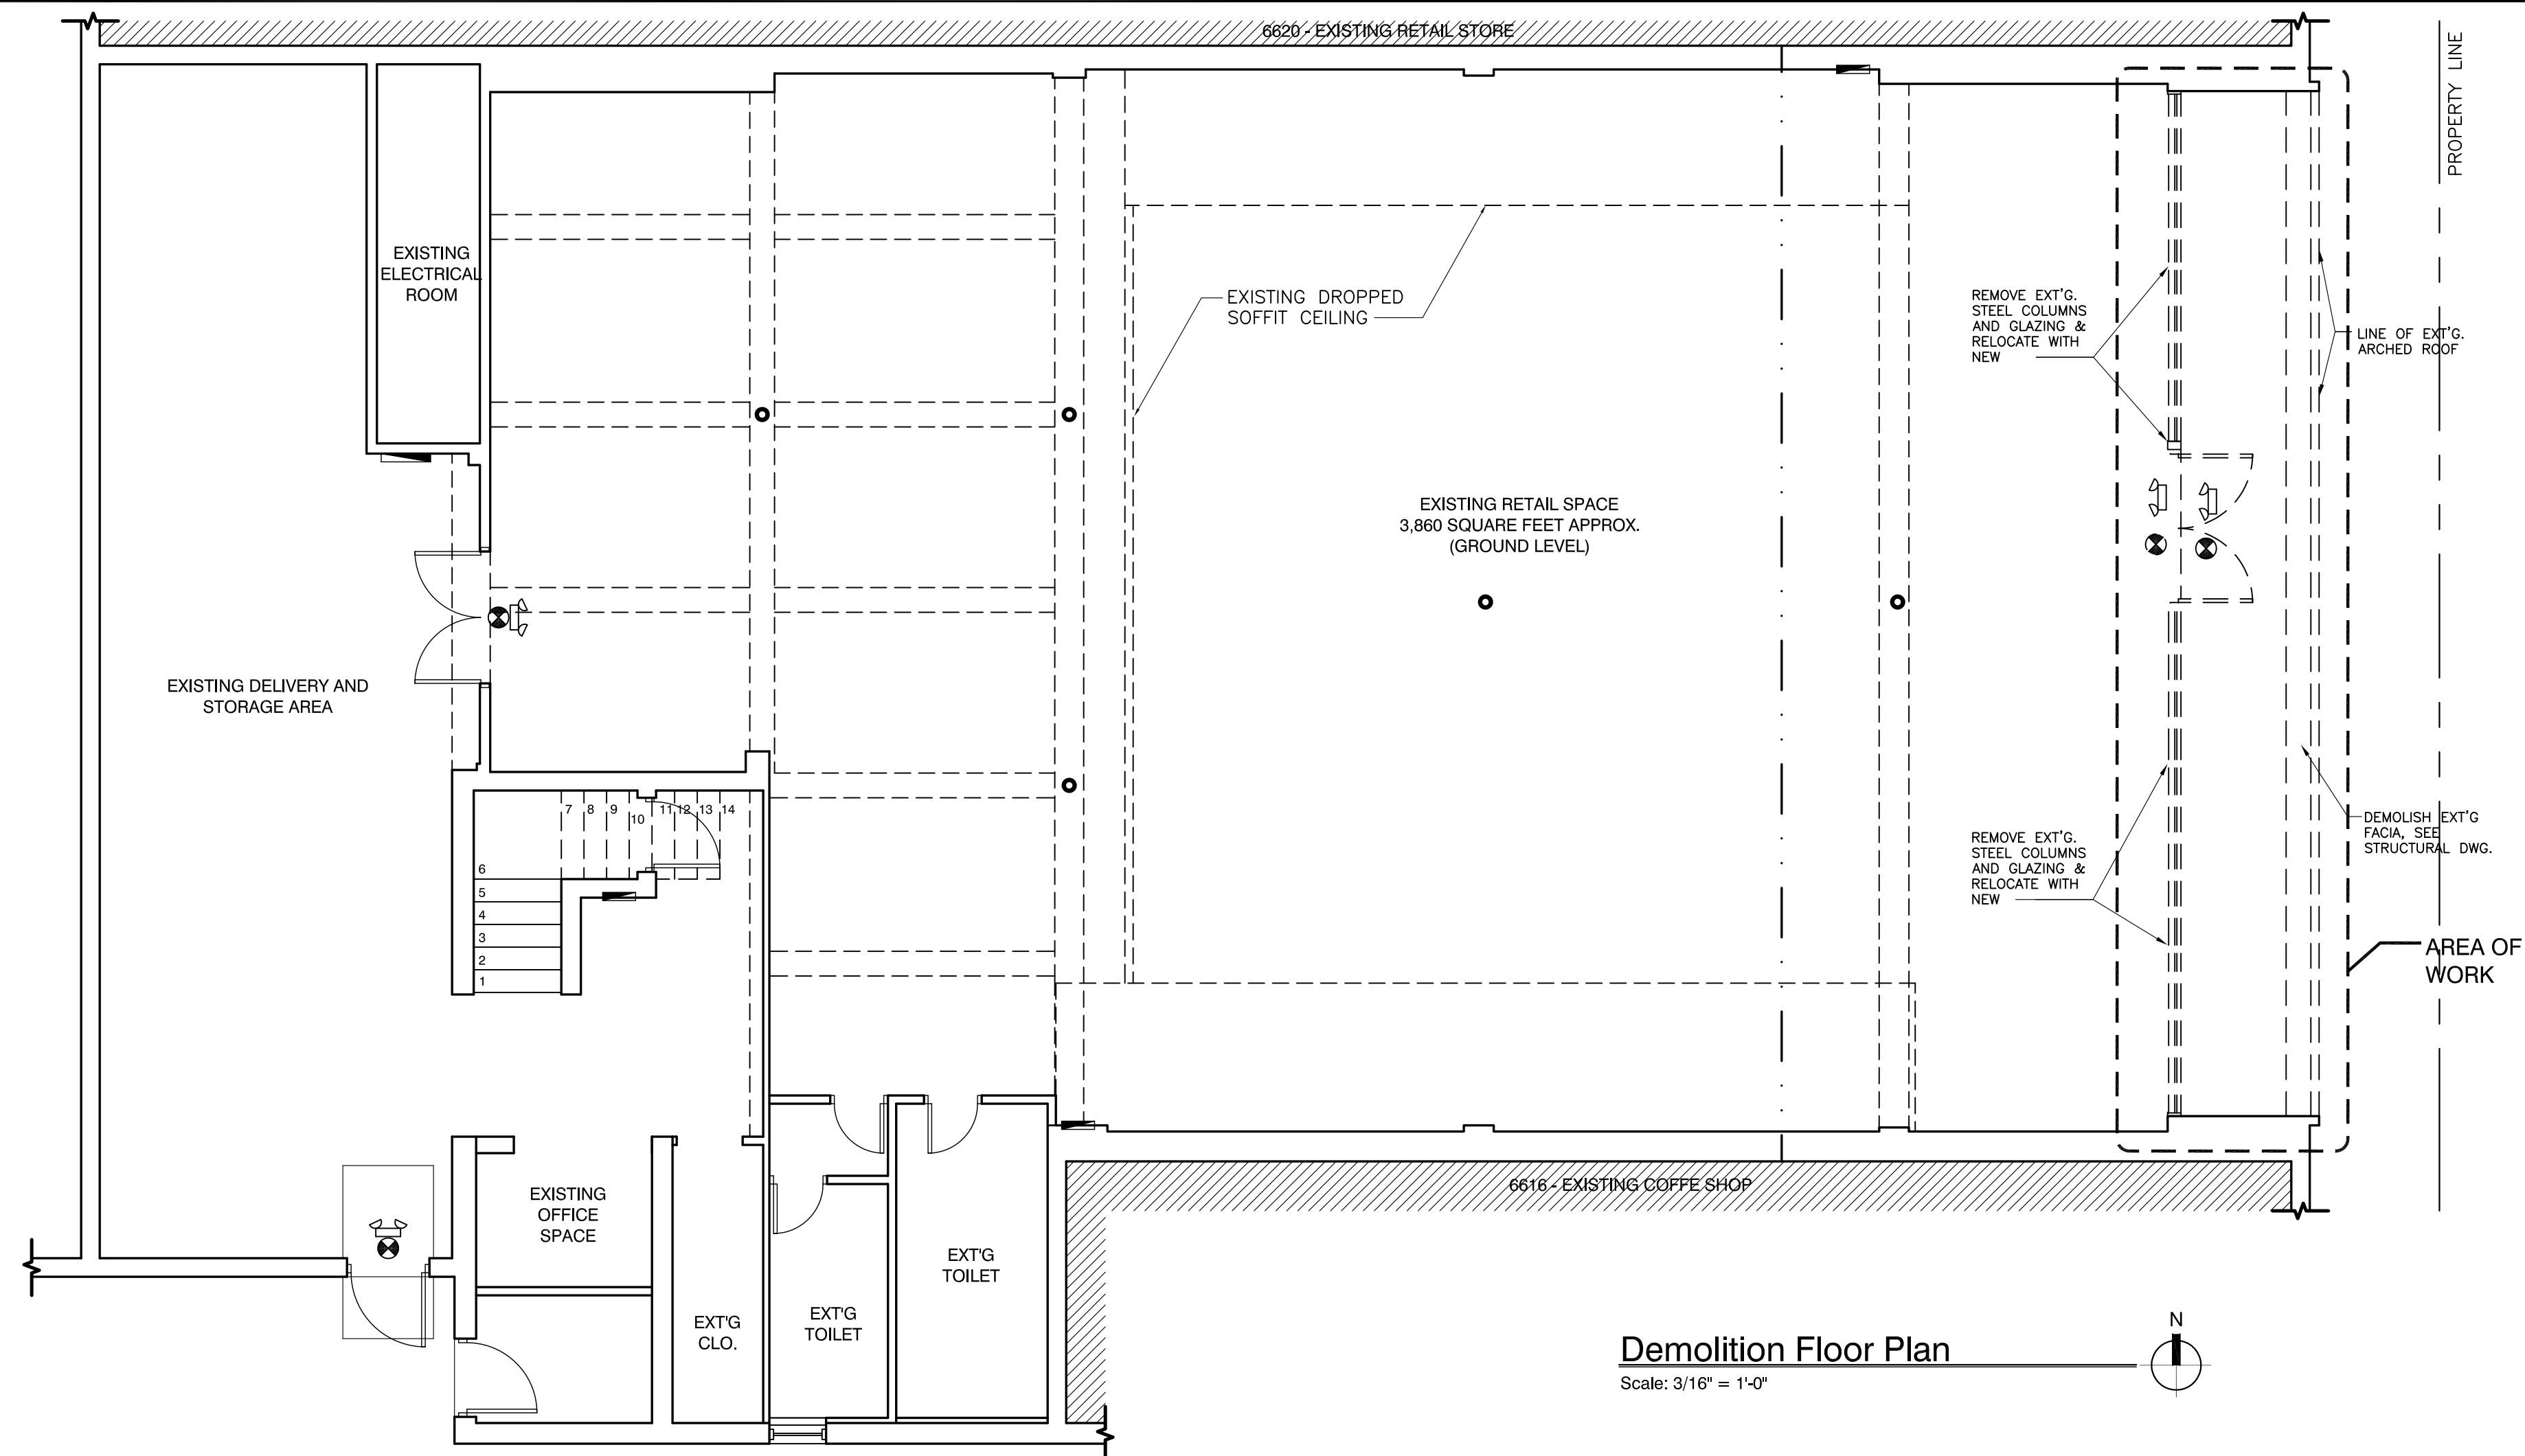 6620 - EXISTING RETAIL STORE
PROPERTY LINE
EXISTING
ELECTRICAL
ROOM
EXISTING DROPPED
SOFFIT CEILING
REMOVE EXT'G.
STEEL COLUMNS
AND GLAZING &
RELOCATE WITH
NEW
LINE OF EXT'G.
ARCHED ROOF
EXISTING RETAIL SPACE
3,860 SQUARE FEET APPROX.
(GROUND LEVEL)
EXISTING DELIVERY AND
STORAGE AREA
7 8 9 10 11 12 13 14
6
5
4
3
2
1
REMOVE EXT'G.
STEEL COLUMNS
AND GLAZING &
RELOCATE WITH
NEW
DEMOLISH EXT'G
FACIA, SEE
STRUCTURAL DWG.
AREA OF
WORK
6616 - EXISTING COFFE SHOP
EXISTING
OFFICE
SPACE
EXT'G
CLO.
EXT'G
TOILET
EXT'G
TOILET
Demolition Floor Plan
Scale: 3/16" = 1'-0"
N